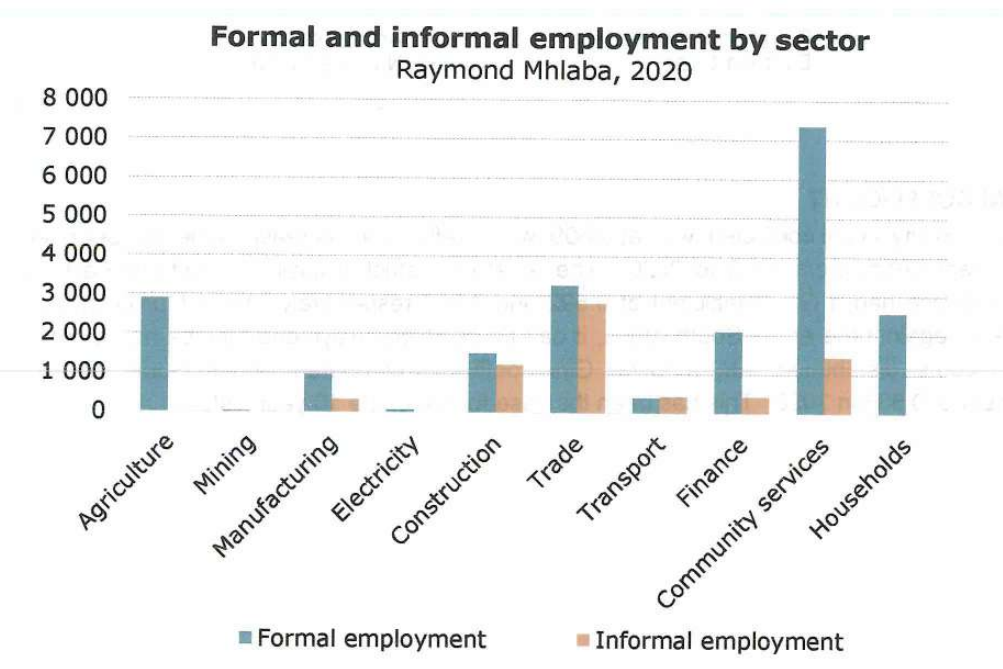 Formal and informal employment by sector
Raymond Mhlaba, 2020
8 000
7 000
6 000
5 000
4 000
3 000
2 000
1 000
0
Agriculture
Mining
Manufacturing
Electricity
Construction
Trade
Transport
Finance
Community services
Households
Formal employment
Informal employment